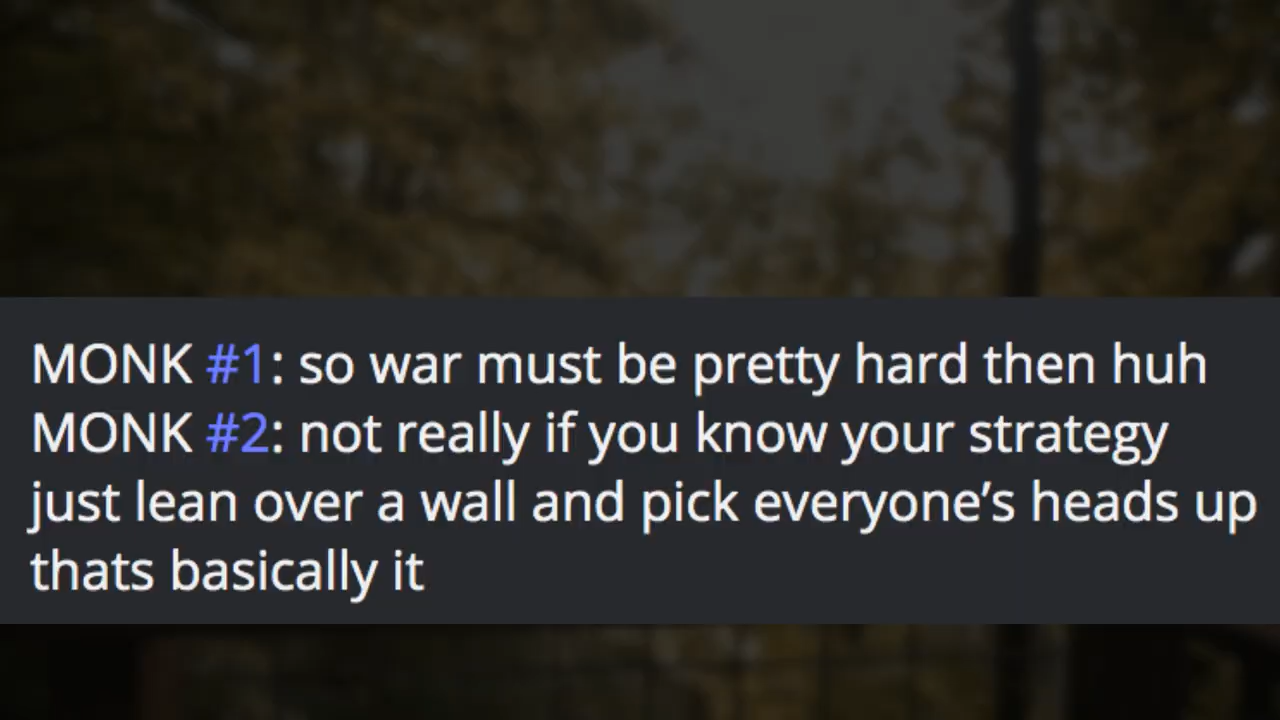 MONK #1: so war must be pretty hard then huh
MONK #2: not really if you know your strategy
just lean over a wall and pick everyone’s heads up
thats basically it